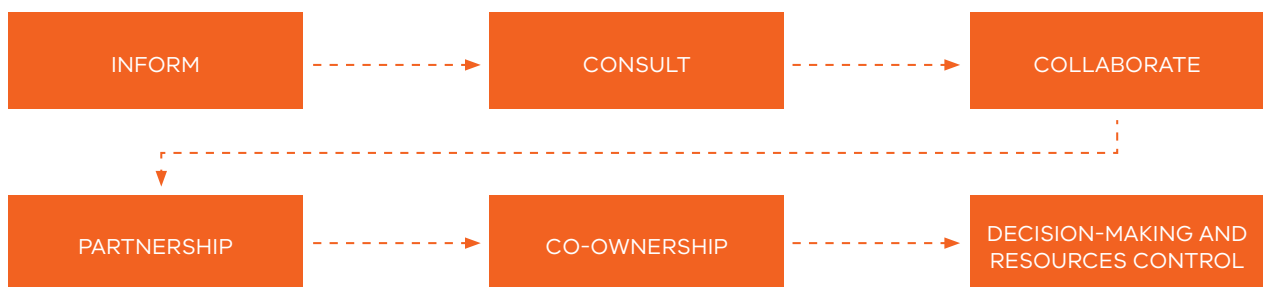 INFORM
CONSULT
COLLABORATE
PARTNERSHIP
CO-OWNERSHIP
DECISION-MAKING AND
RESOURCES CONTROL